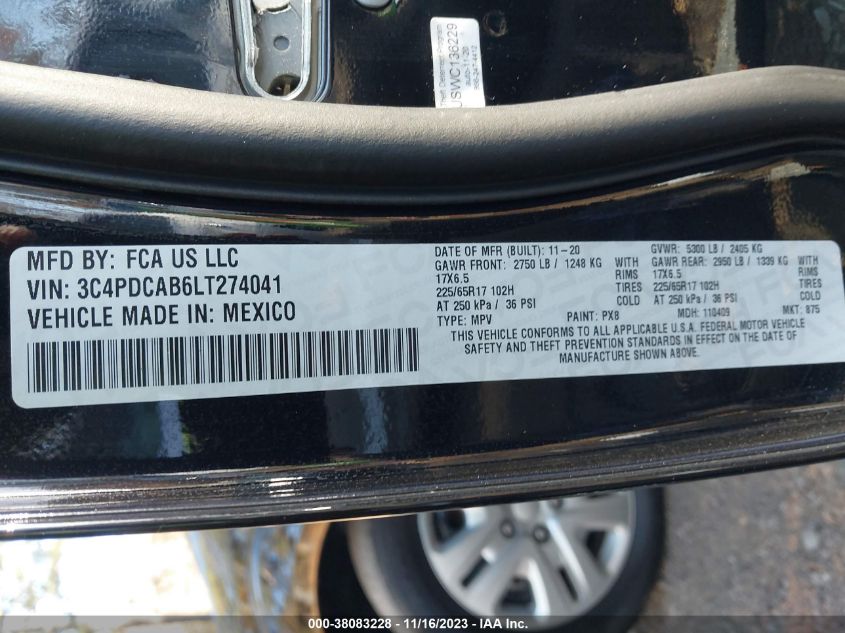 Theft Deterrent Program
USWC136229
MFD BY: FCA US LLC
VIN: 3C4PDCAB6LT274041
VEHICLE MADE IN: MEXICO
DATE OF MFR (BUILT): 11-20
GAWR FRONT: 2750 LB / 1248 KG WITH
17X6.5 RIMS
225/65R17 102H TIRES
AT 250 kPa / 36 PSI
TYPE: MPV PAINT: PX8
GVWR: 5300 LB / 2405 KG
GAWR REAR: 2950 LB / 1339 KG WITH
17X6.5 RIMS
225/65R17 102H TIRES
AT 250 kPa / 36 PSI
MDH: 110409 MKT: 875
THIS VEHICLE CONFORMS TO ALL APPLICABLE U.S.A. FEDERAL MOTOR VEHICLE
SAFETY AND THEFT PREVENTION STANDARDS IN EFFECT ON THE DATE OF
MANUFACTURE SHOWN ABOVE.
000-38083228 - 11/16/2023 - IAA Inc.